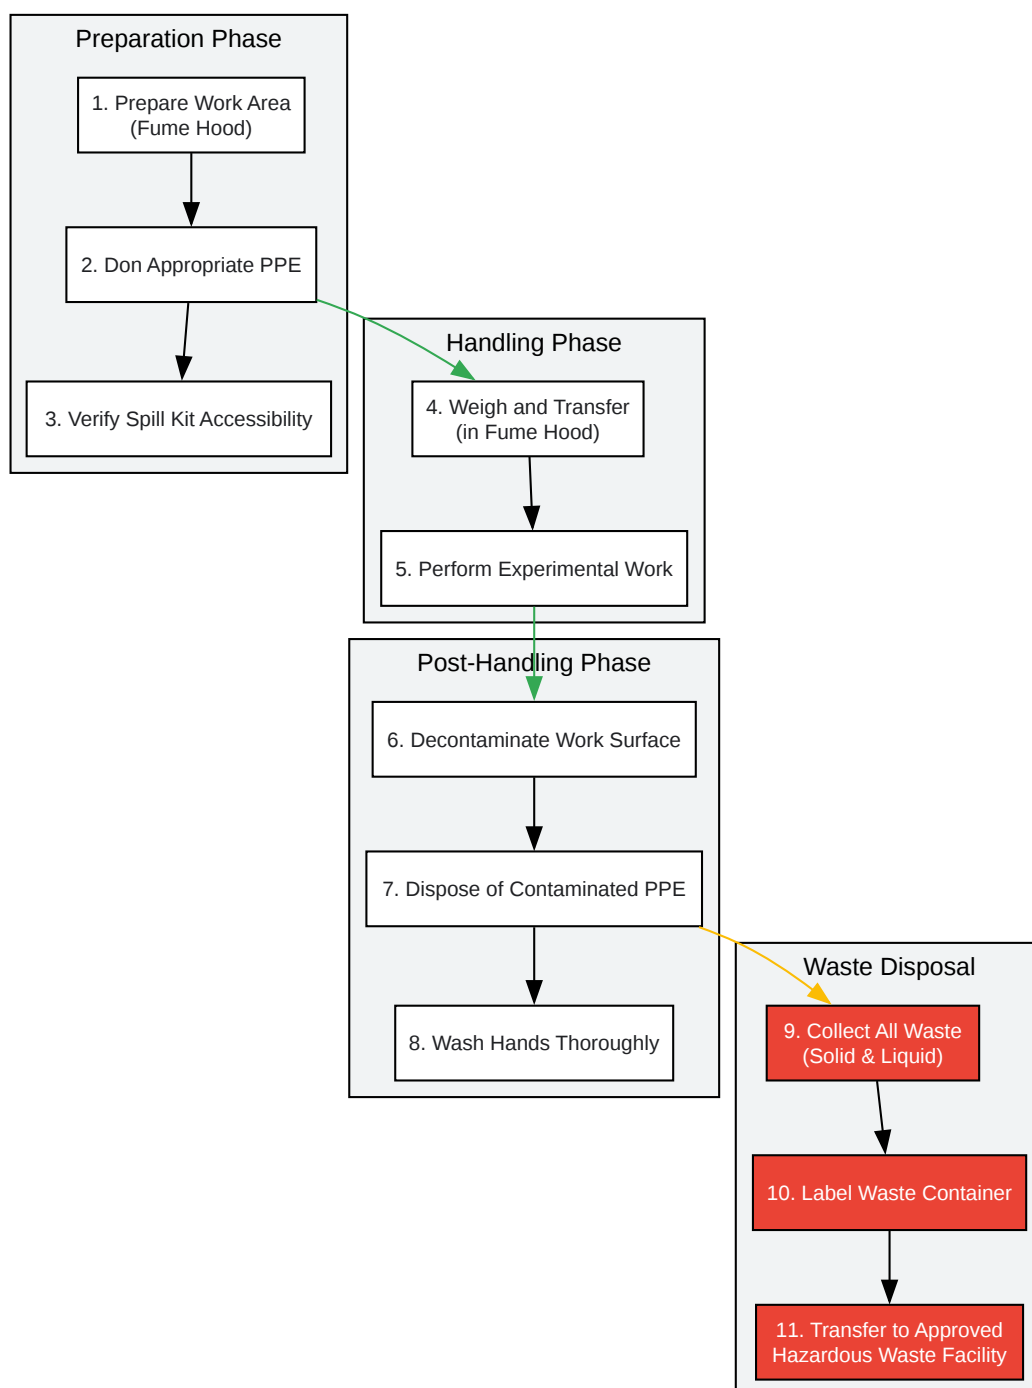 Preparation Phase
1. Prepare Work Area
(Fume Hood)
2. Don Appropriate PPE
3. Verify Spill Kit Accessibility
Handling Phase
4. Weigh and Transfer
(in Fume Hood)
5. Perform Experimental Work
Post-Handling Phase
6. Decontaminate Work Surface
7. Dispose of Contaminated PPE
8. Wash Hands Thoroughly
Waste Disposal
9. Collect All Waste
(Solid & Liquid)
10. Label Waste Container
11. Transfer to Approved
Hazardous Waste Facility